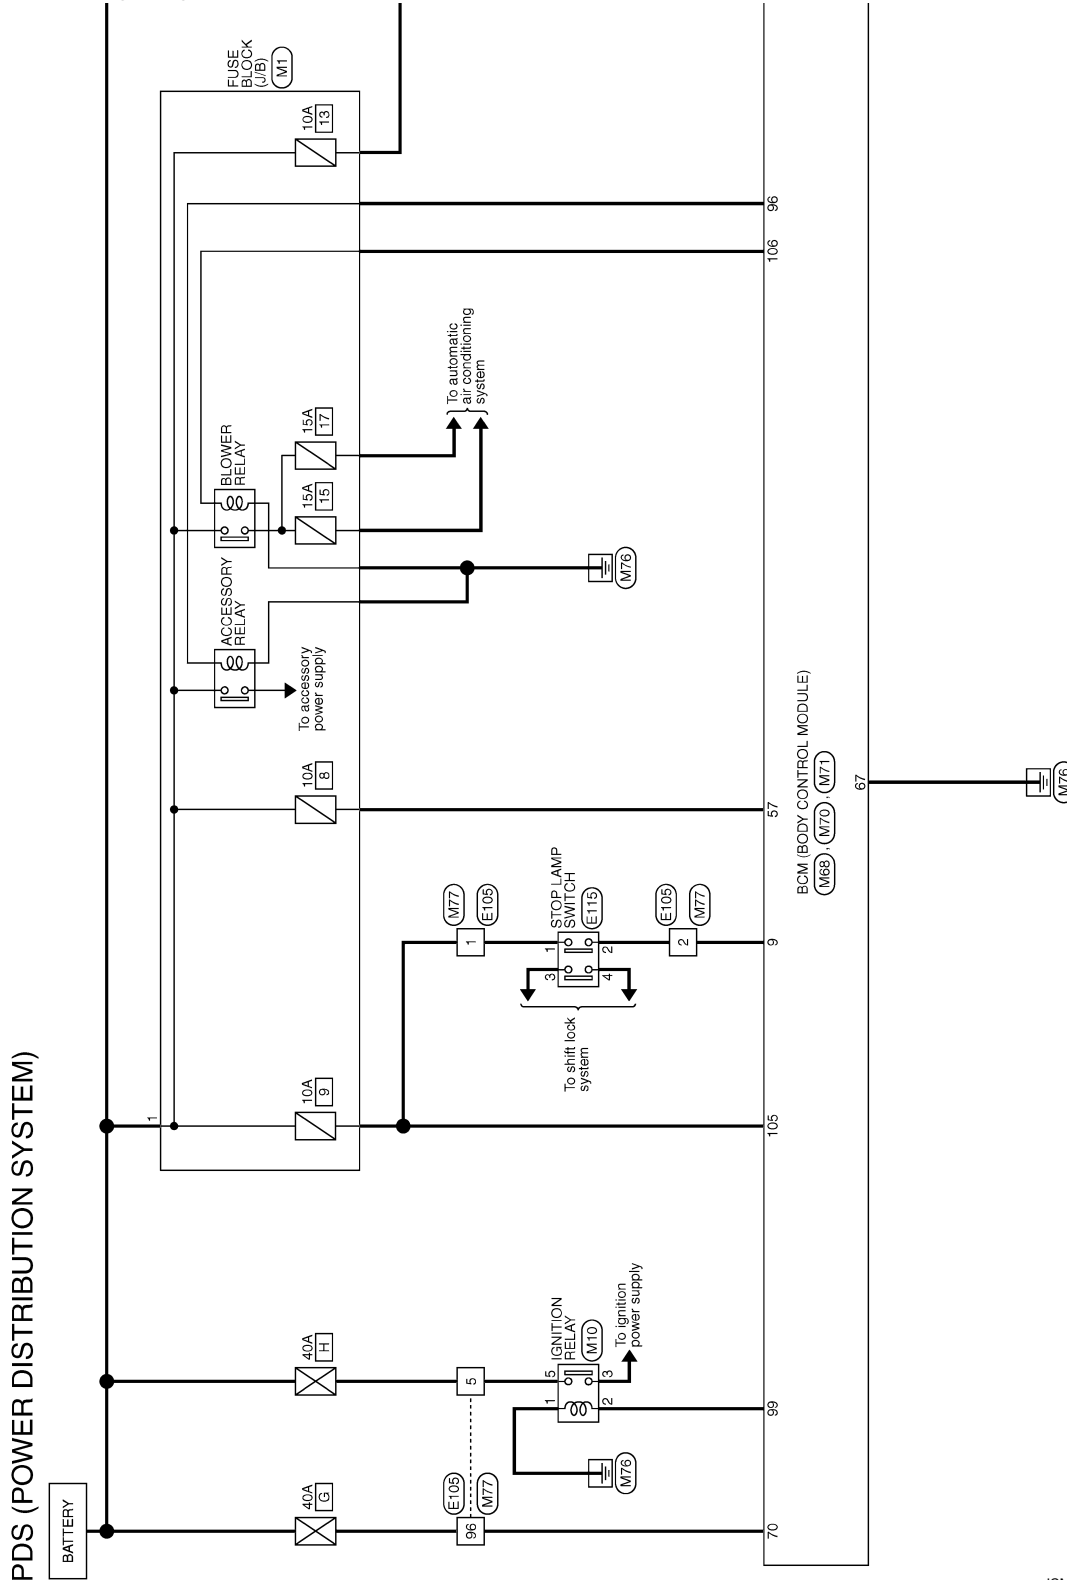 PDS (POWER DISTRIBUTION SYSTEM)
BATTERY
40A
G
40A
H
E105
M77
96
5
IGNITION
RELAY
M10
1
5
2
3
To ignition
power supply
M76
FUSE
BLOCK
(J/B)
M1
1
10A
9
10A
8
ACCESSORY
RELAY
To accessory
power supply
BLOWER
RELAY
15A
15
15A
17
10A
13
To automatic
air conditioning
system
M76
M77
E105
1
STOP LAMP
SWITCH
E115
3
1
4
2
To shift lock
system
E105
M77
2
70
99
105
9
57
106
96
BCM (BODY CONTROL MODULE)
M68 , M70 , M71
67
M76